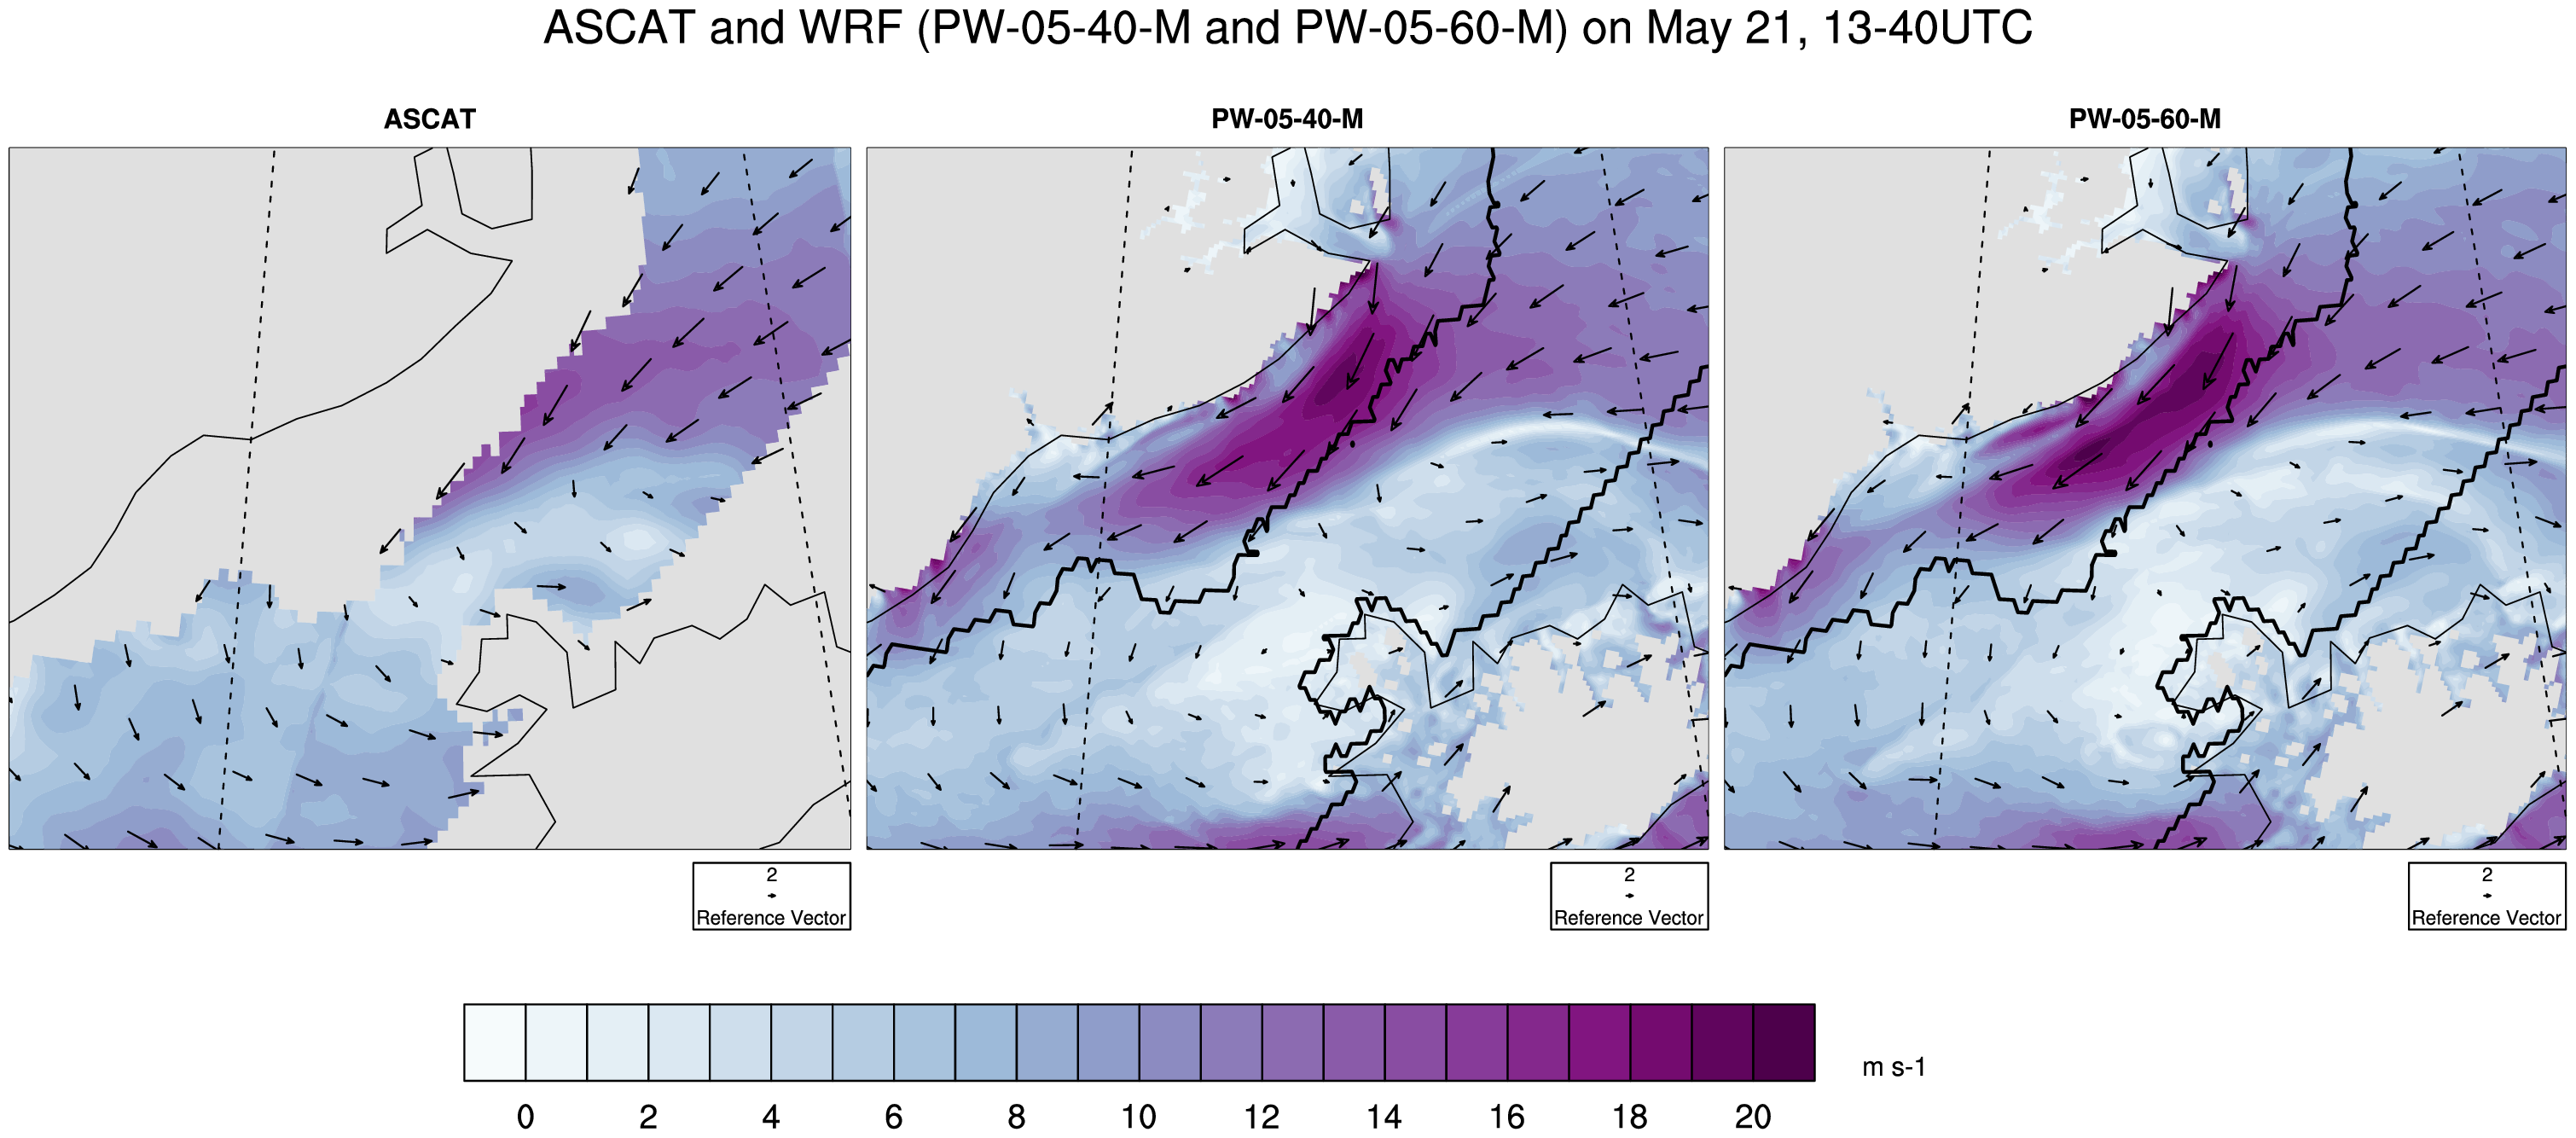 ASCAT and WRF (PW-05-40-M and PW-05-60-M) on May 21, 13-40UTC
ASCAT
PW-05-40-M
PW-05-60-M
2
Reference Vector
2
Reference Vector
2
Reference Vector
m s-1
0 2 4 6 8 10 12 14 16 18 20